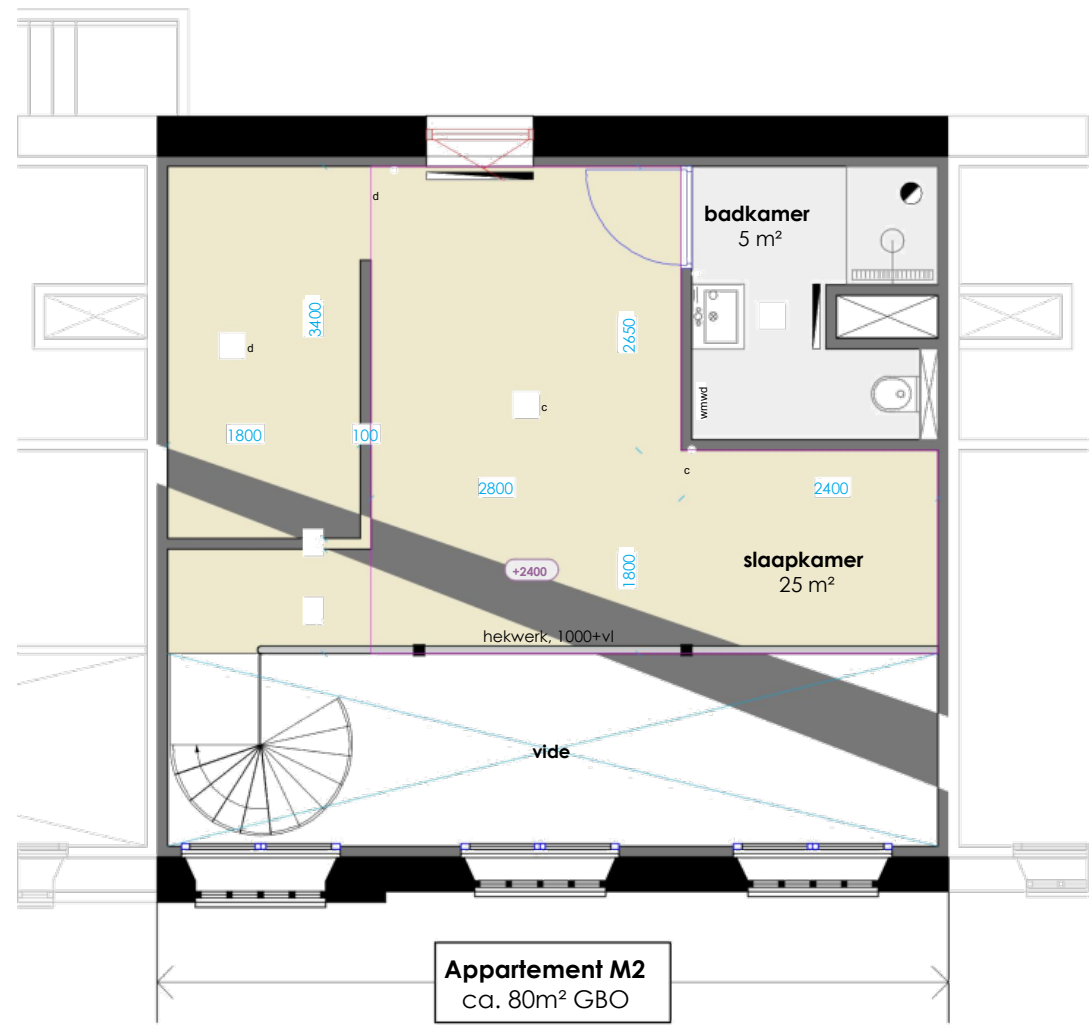 d
badkamer
5 m²
3400
2650
d
c
wmwd
1800
100
c
2800
2400
slaapkamer
25 m²
+2400
1800
hekwerk, 1000+vl
vide
Appartement M2
ca. 80m² GBO